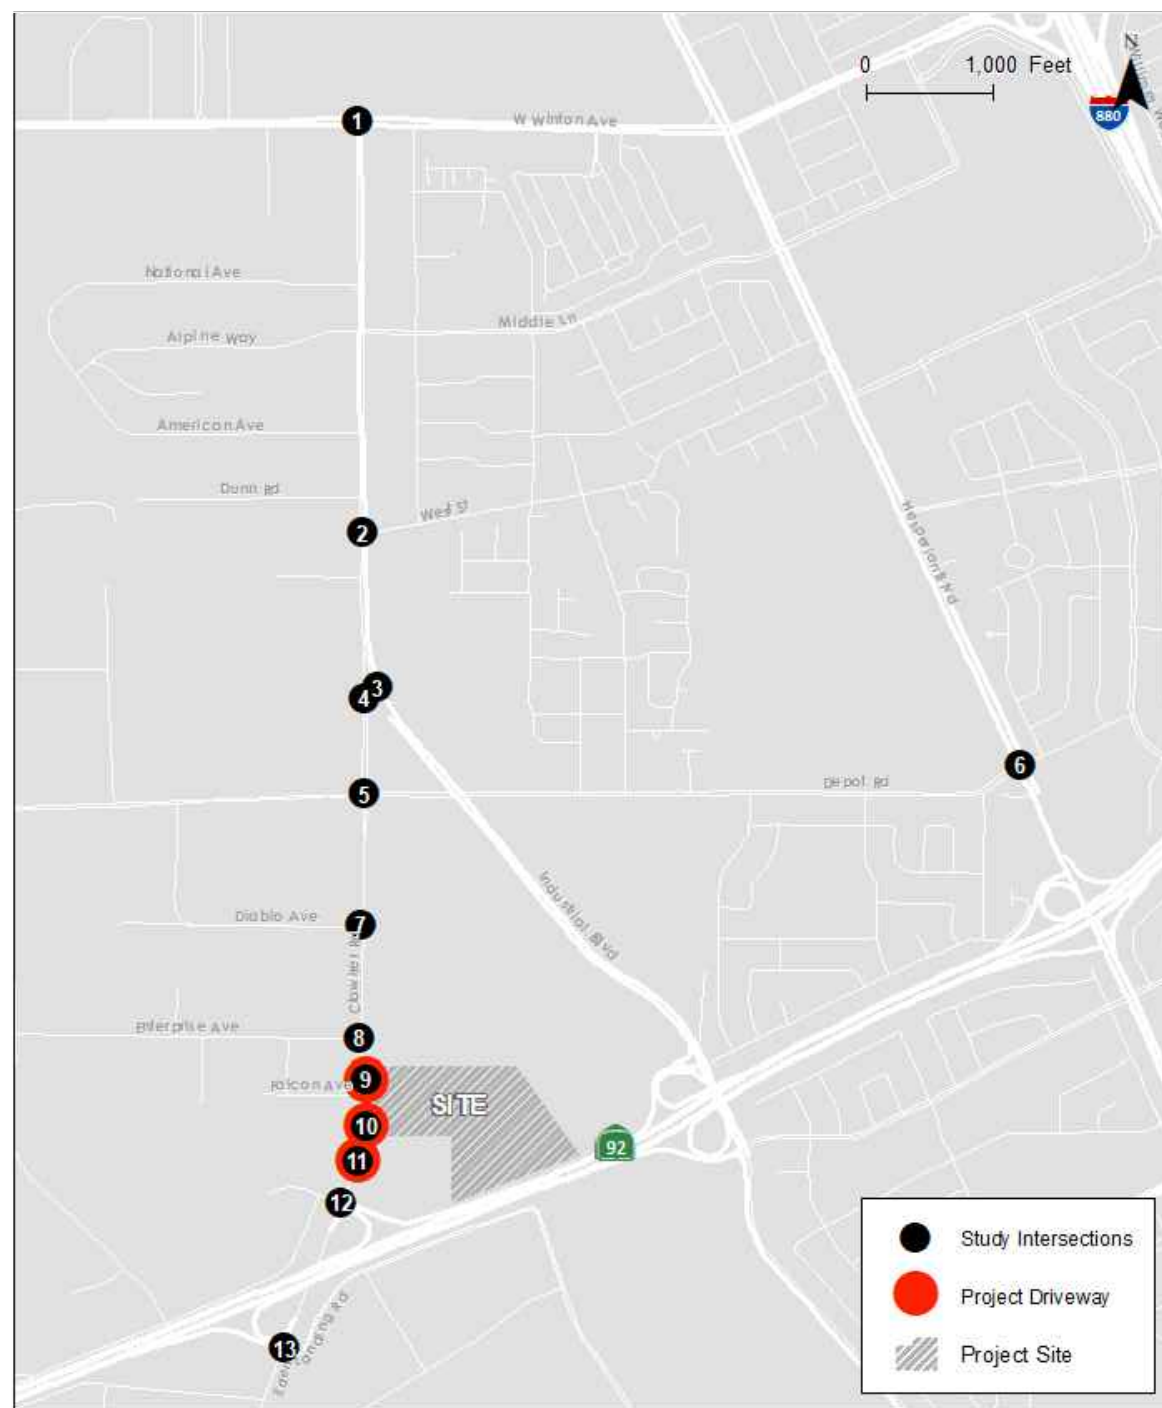 0 1,000 Feet
N
880
1
W Winton Ave
National Ave
Middle Ln
Alpine Way
American Ave
Dunn Rd
West St
2
Hesperian Blvd
3
4
6
5
Depot Rd
Industrial Blvd
Diablo Ave
7
Clawiter Rd
Enterprise Ave
8
Falcon Ave
9
SITE
10
92
11
12
Study Intersections
Project Driveway
Project Site
13
Landing Rd